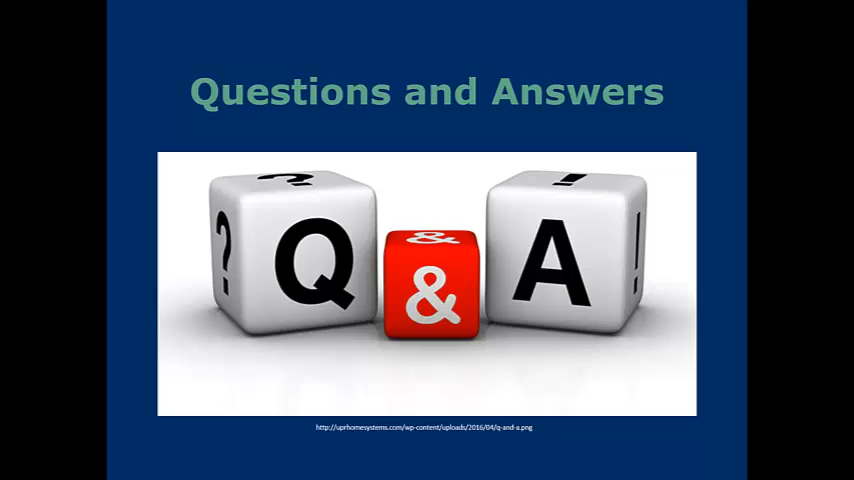 Questions and Answers
? ? Q & & A ! !
http://uprhomesystems.com/wp-content/uploads/2016/04/q-and-a.png